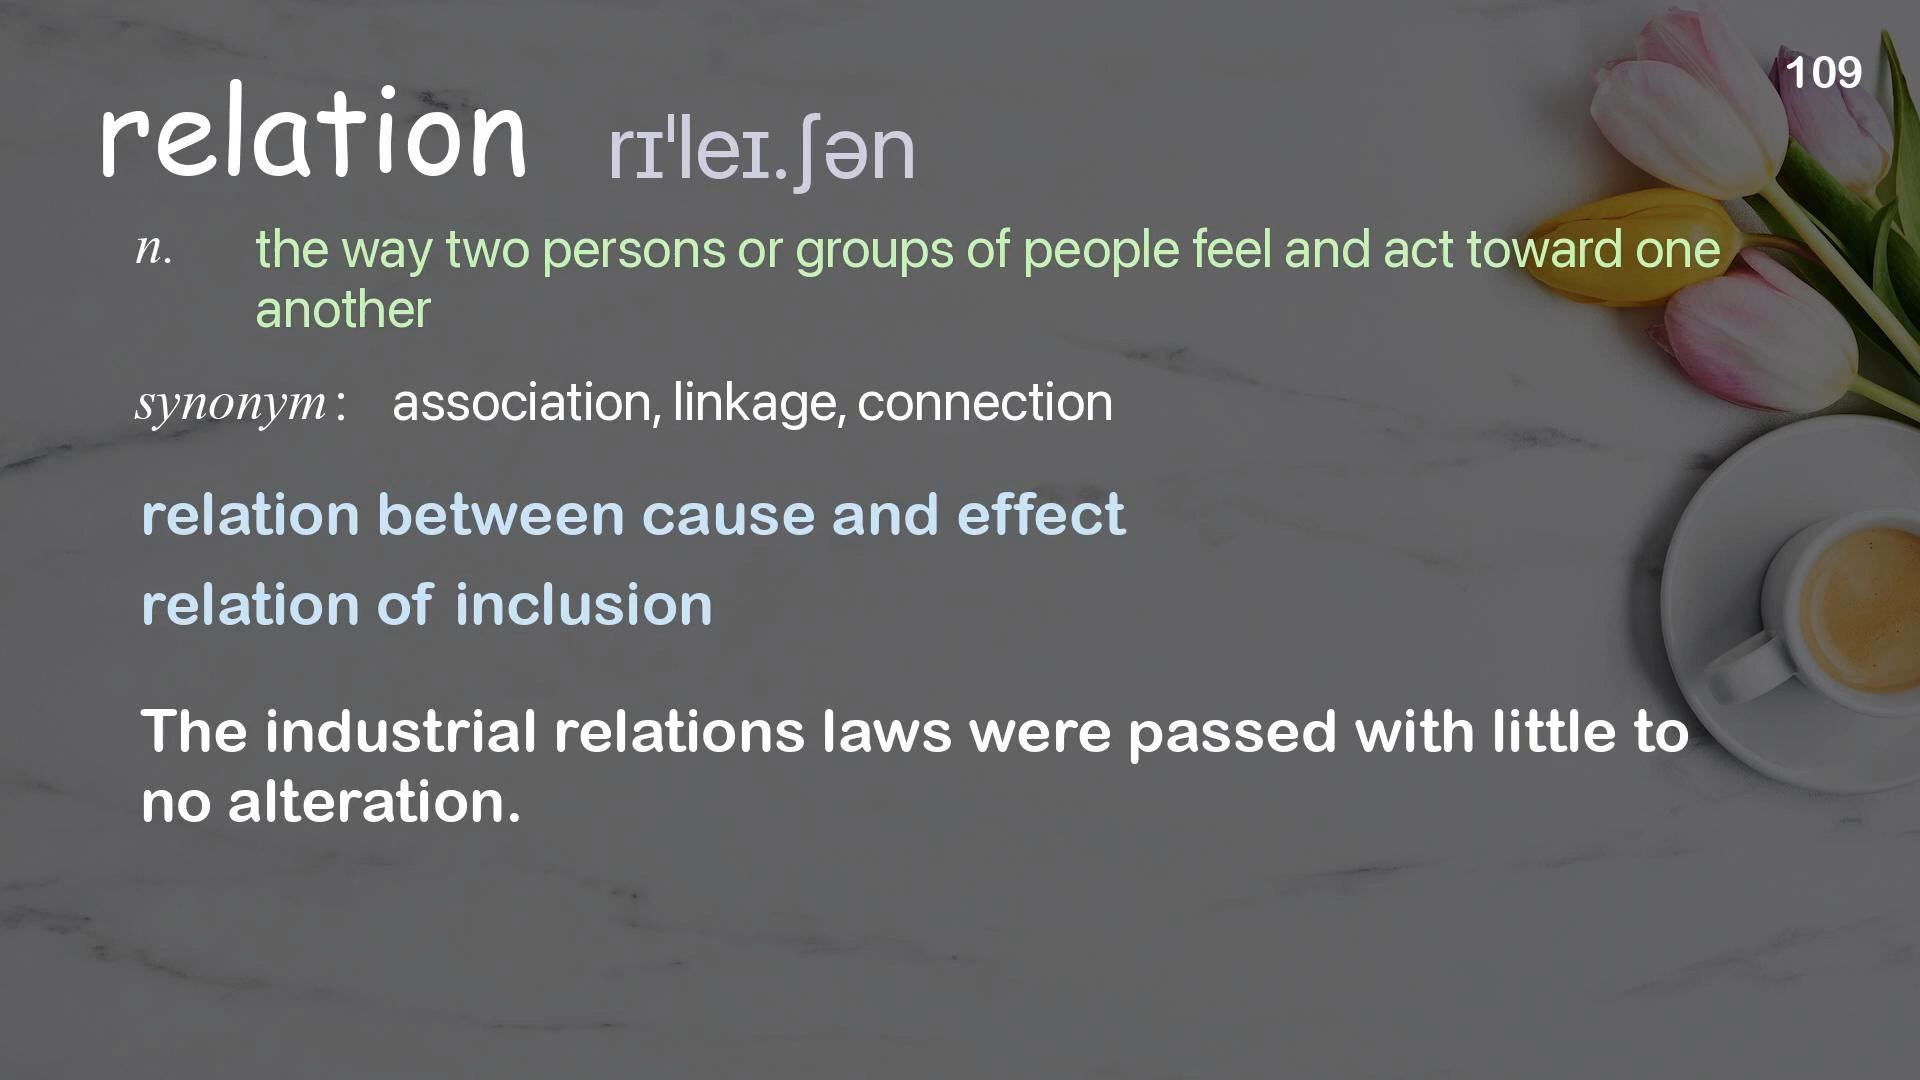 109
relation rɪˈleɪ.ʃən
n. the way two persons or groups of people feel and act toward one
another
synonym: association, linkage, connection
relation between cause and effect
relation of inclusion
The industrial relations laws were passed with little to
no alteration.